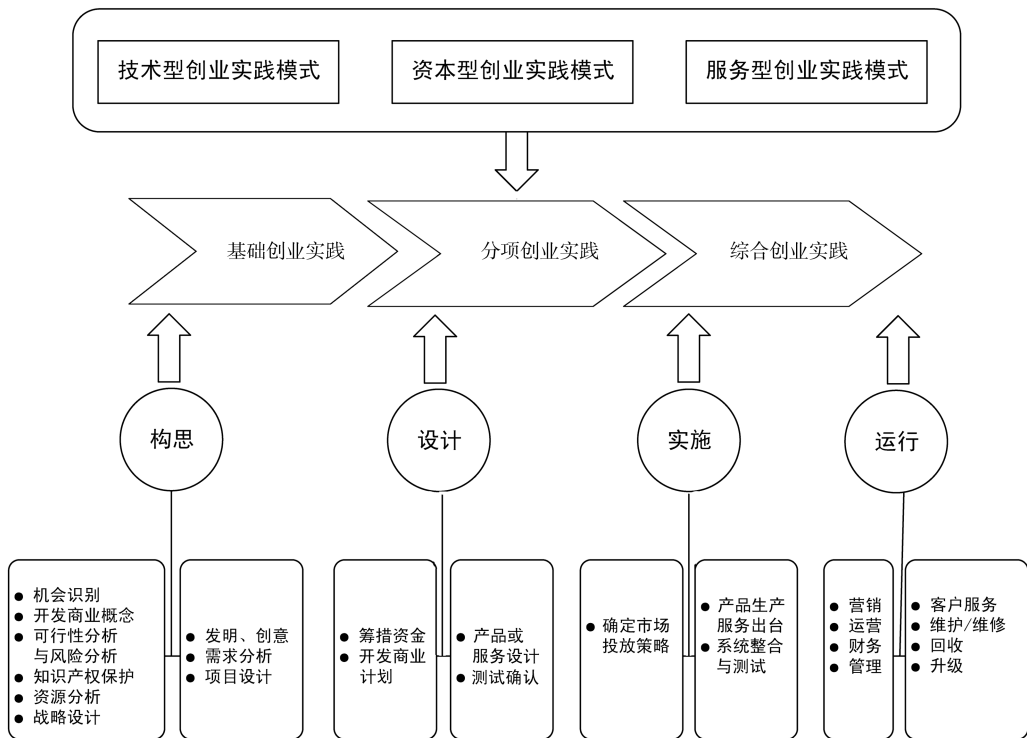 技术型创业实践模式
资本型创业实践模式
服务型创业实践模式
基础创业实践
分项创业实践
综合创业实践
构思
设计
实施
运行
● 机会识别
● 开发商业概念
● 可行性分析
与风险分析
● 知识产权保护
● 资源分析
● 战略设计
● 发明、创意
● 需求分析
● 项目设计
● 筹措资金
● 开发商业
计划
● 产品或
服务设计
● 测试确认
● 确定市场
投放策略
● 产品生产
服务出台
● 系统整合
与测试
● 营销
● 运营
● 财务
● 管理
● 客户服务
● 维护/维修
● 回收
● 升级